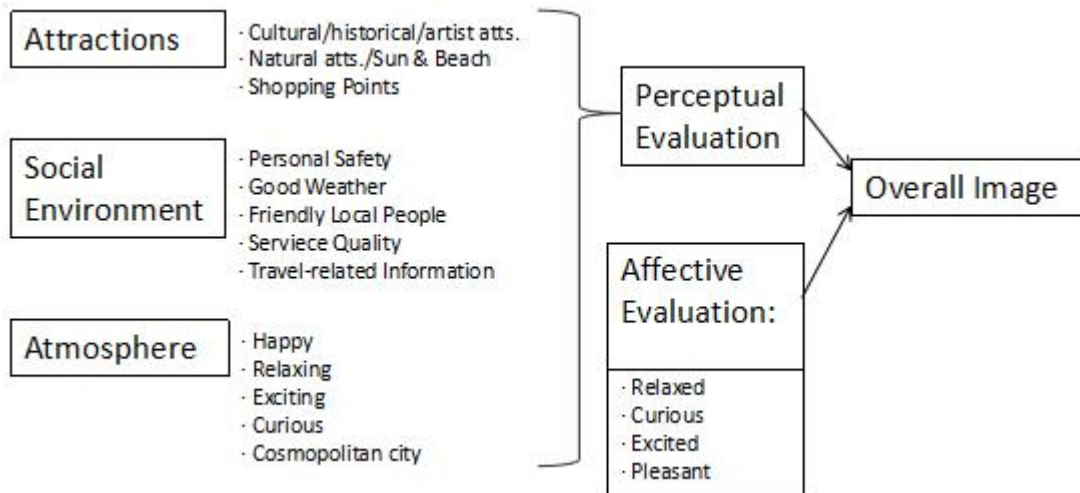 Attractions
· Cultural/historical/artist atts.
· Natural atts./Sun & Beach
· Shopping Points
Social
Environment
· Personal Safety
· Good Weather
· Friendly Local People
· Serviece Quality
· Travel-related Information
Atmosphere
· Happy
· Relaxing
· Exciting
· Curious
· Cosmopolitan city
Perceptual
Evaluation
Affective
Evaluation:
· Relaxed
· Curious
· Excited
· Pleasant
Overall Image